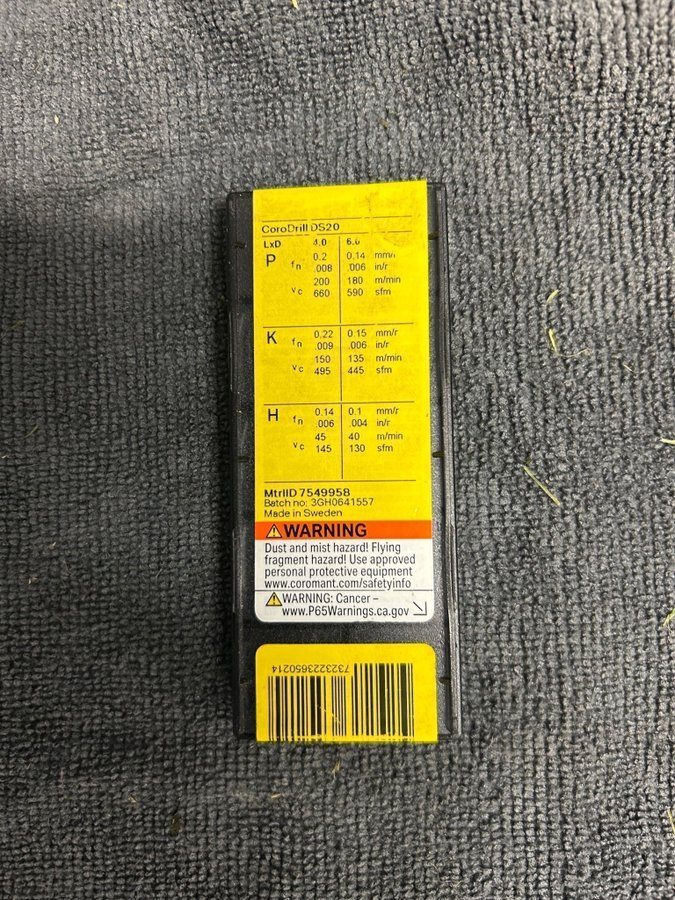 CoroDrill DS20
LxD 4.0 6.0
P fn 0.2 0.14 mm/r
.008 .006 in/r
vc 200 180 m/min
660 590 sfm
K fn 0.22 0.15 mm/r
.009 .006 in/r
150 135 m/min
vc 495 445 sfm
H fn 0.14 0.1 mm/r
.006 .004 in/r
45 40 m/min
vc 145 130 sfm
MtrlID 7549958
Batch no: 3GH0641557
Made in Sweden
WARNING
Dust and mist hazard! Flying
fragment hazard! Use approved
personal protective equipment
www.coromant.com/safetyinfo
WARNING: Cancer –
www.P65Warnings.ca.gov
7323223650214